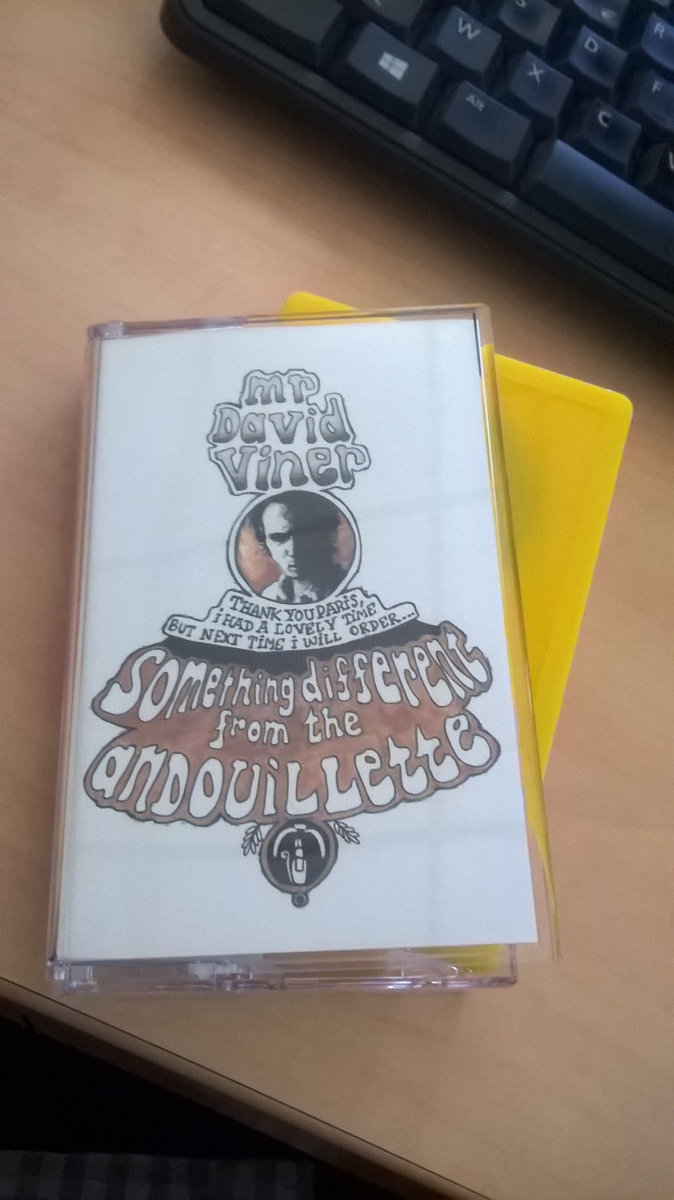 S
€
R
W
D
F
X
Alt
C
mr
David
Viner
THANK YOU PARIS,
i HAD A LOVELY TIME
BUT NEXT TIME i WILL ORDER...
Something different
from the
andouillette